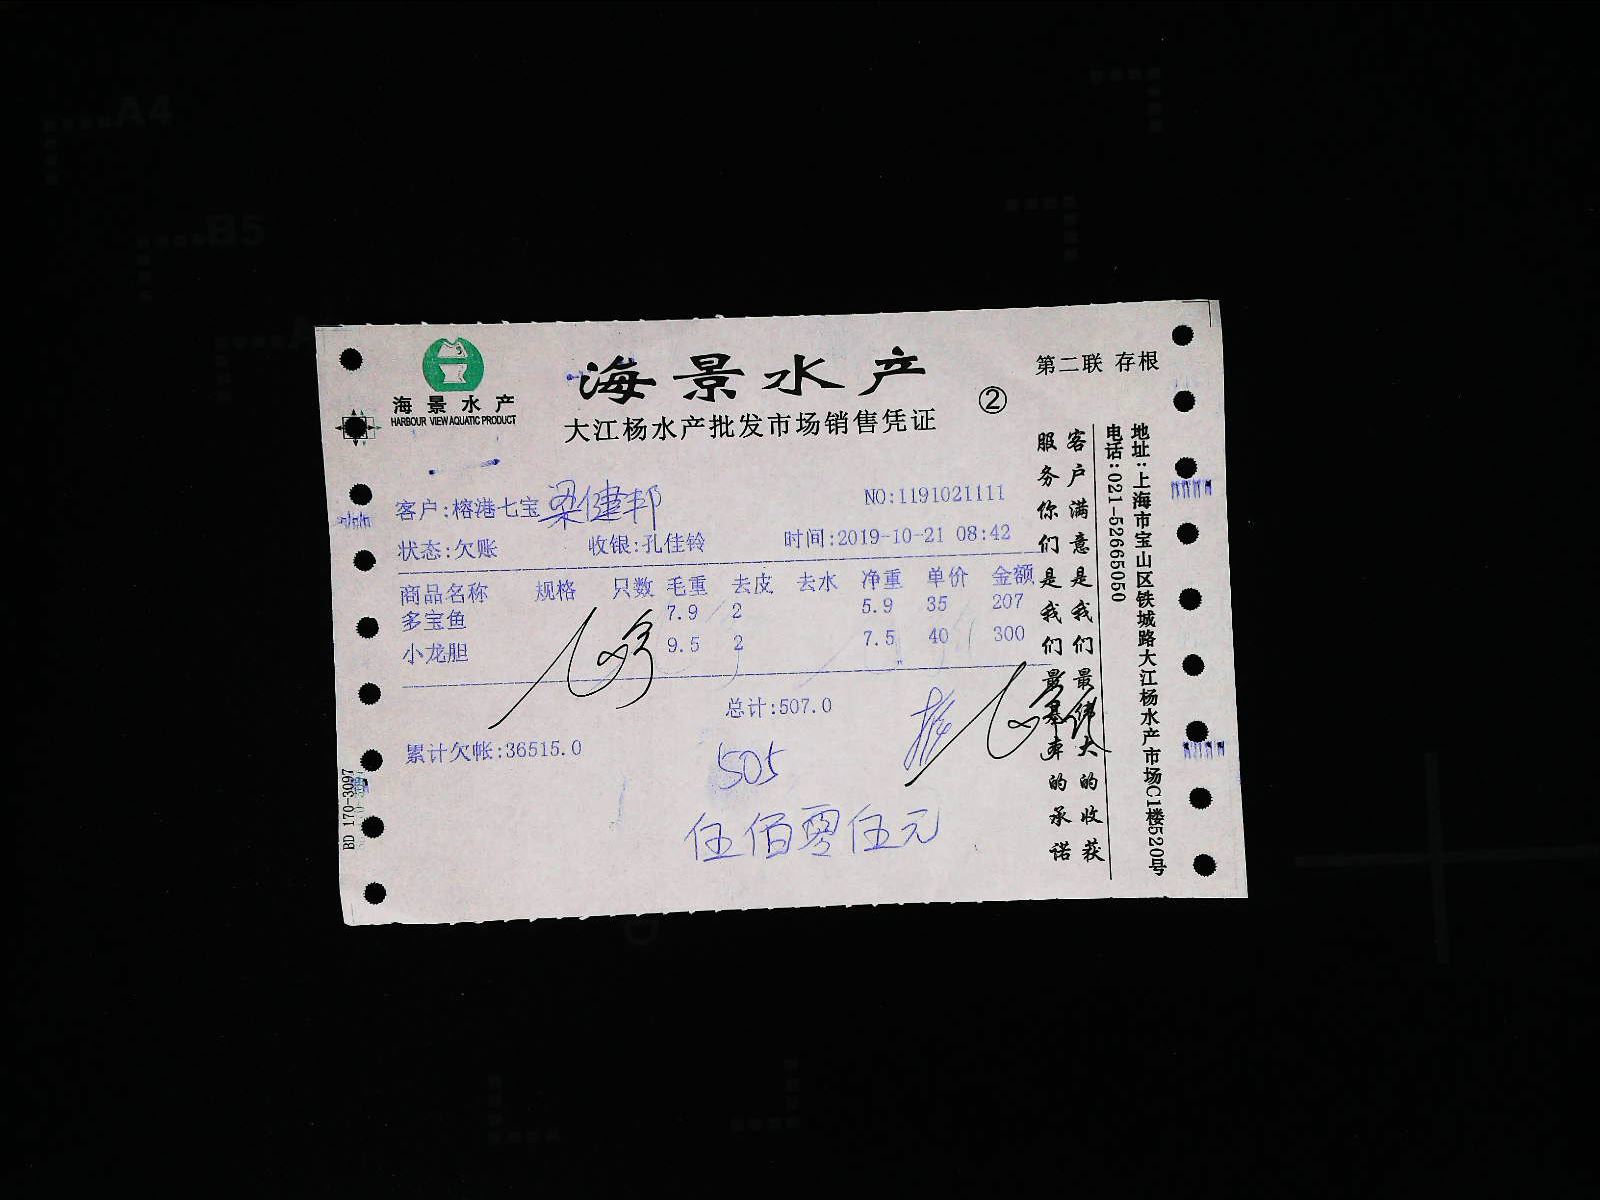 海景水产
HARBOUR VIEW AQUATIC PRODUCT
海景水产
大江杨水产批发市场销售凭证
②
第二联 存根
客户:榕港七宝 梁健邦
NO:1191021111
状态:欠账 收银:孔佳铃 时间:2019-10-21 08:42
商品名称 规格 只数 毛重 去皮 去水 净重 单价 金额
多宝鱼 7.9 2 5.9 35 207
小龙胆 9.5 2 7.5 40 300
总计:507.0
累计欠帐:36515.0
505
伍佰零伍元
客户满意是我们最伟大的收获
服务你们是我们最基本的承诺
地址:上海市宝山区铁城路大江杨水产市场C1楼520号
电话:021-52665050
BD 170-3097
A4
B5